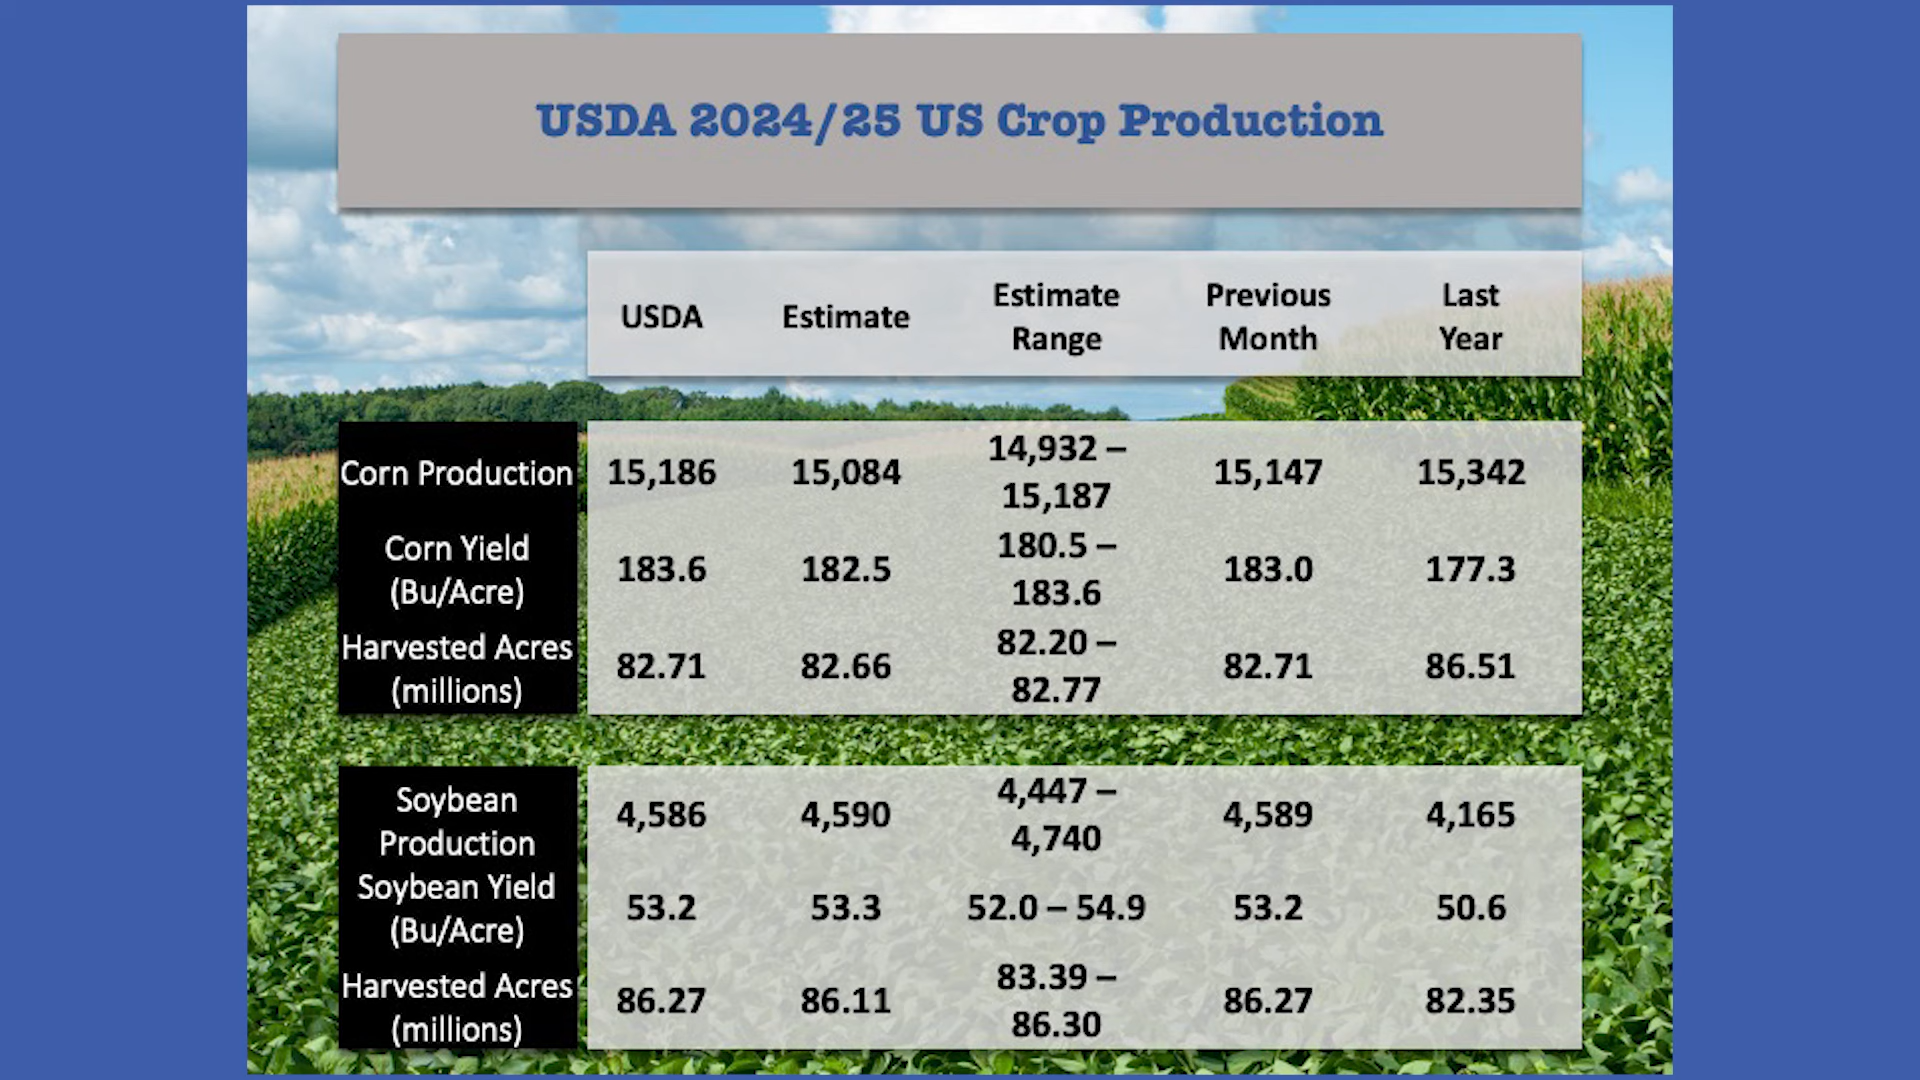 USDA 2024/25 US Crop Production
USDA Estimate Estimate Range Previous Month Last Year
Corn Production 15,186 15,084 14,932 – 15,187 15,147 15,342
Corn Yield (Bu/Acre) 183.6 182.5 180.5 – 183.6 183.0 177.3
Harvested Acres (millions) 82.71 82.66 82.20 – 82.77 82.71 86.51
Soybean Production 4,586 4,590 4,447 – 4,740 4,589 4,165
Soybean Yield (Bu/Acre) 53.2 53.3 52.0 – 54.9 53.2 50.6
Harvested Acres (millions) 86.27 86.11 83.39 – 86.30 86.27 82.35